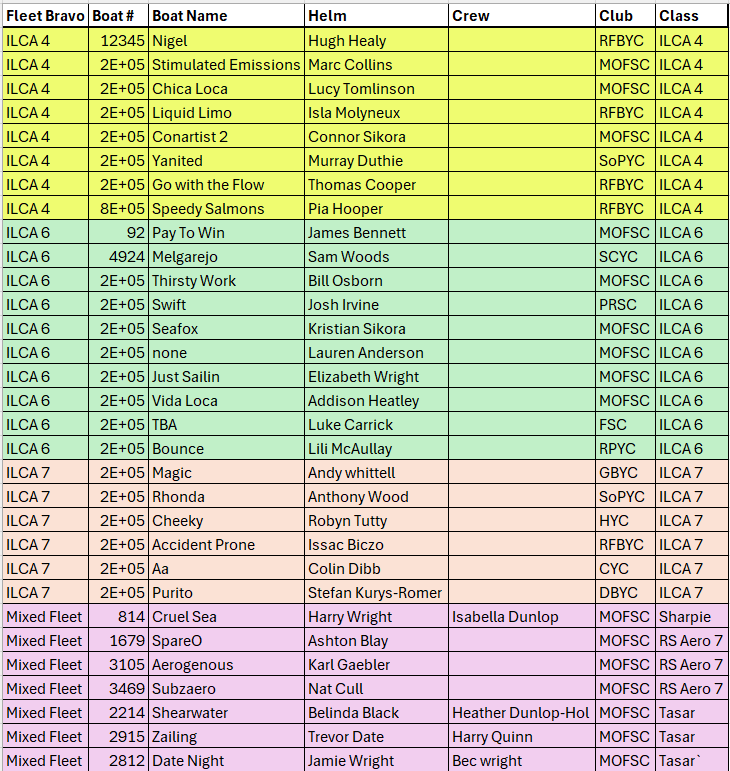 Fleet Bravo Boat # Boat Name Helm Crew Club Class
ILCA 4 12345 Nigel Hugh Healy RFBYC ILCA 4
ILCA 4 2E+05 Stimulated Emissions Marc Collins MOFSC ILCA 4
ILCA 4 2E+05 Chica Loca Lucy Tomlinson MOFSC ILCA 4
ILCA 4 2E+05 Liquid Limo Isla Molyneux RFBYC ILCA 4
ILCA 4 2E+05 Conartist 2 Connor Sikora MOFSC ILCA 4
ILCA 4 2E+05 Yanited Murray Duthie SoPYC ILCA 4
ILCA 4 2E+05 Go with the Flow Thomas Cooper RFBYC ILCA 4
ILCA 4 8E+05 Speedy Salmons Pia Hooper RFBYC ILCA 4
ILCA 6 92 Pay To Win James Bennett MOFSC ILCA 6
ILCA 6 4924 Melgarejo Sam Woods SCYC ILCA 6
ILCA 6 2E+05 Thirsty Work Bill Osborn MOFSC ILCA 6
ILCA 6 2E+05 Swift Josh Irvine PRSC ILCA 6
ILCA 6 2E+05 Seafox Kristian Sikora MOFSC ILCA 6
ILCA 6 2E+05 none Lauren Anderson MOFSC ILCA 6
ILCA 6 2E+05 Just Sailin Elizabeth Wright MOFSC ILCA 6
ILCA 6 2E+05 Vida Loca Addison Heatley MOFSC ILCA 6
ILCA 6 2E+05 TBA Luke Carrick FSC ILCA 6
ILCA 6 2E+05 Bounce Lili McAullay RPYC ILCA 6
ILCA 7 2E+05 Magic Andy whittell GBYC ILCA 7
ILCA 7 2E+05 Rhonda Anthony Wood SoPYC ILCA 7
ILCA 7 2E+05 Cheeky Robyn Tutty HYC ILCA 7
ILCA 7 2E+05 Accident Prone Issac Biczo RFBYC ILCA 7
ILCA 7 2E+05 Aa Colin Dibb CYC ILCA 7
ILCA 7 2E+05 Purito Stefan Kurys-Romer DBYC ILCA 7
Mixed Fleet 814 Cruel Sea Harry Wright Isabella Dunlop MOFSC Sharpie
Mixed Fleet 1679 SpareO Ashton Blay MOFSC RS Aero 7
Mixed Fleet 3105 Aerogenous Karl Gaebler MOFSC RS Aero 7
Mixed Fleet 3469 Subzaero Nat Cull MOFSC RS Aero 7
Mixed Fleet 2214 Shearwater Belinda Black Heather Dunlop-Hol MOFSC Tasar
Mixed Fleet 2915 Zailing Trevor Date Harry Quinn MOFSC Tasar
Mixed Fleet 2812 Date Night Jamie Wright Bec wright MOFSC Tasar`